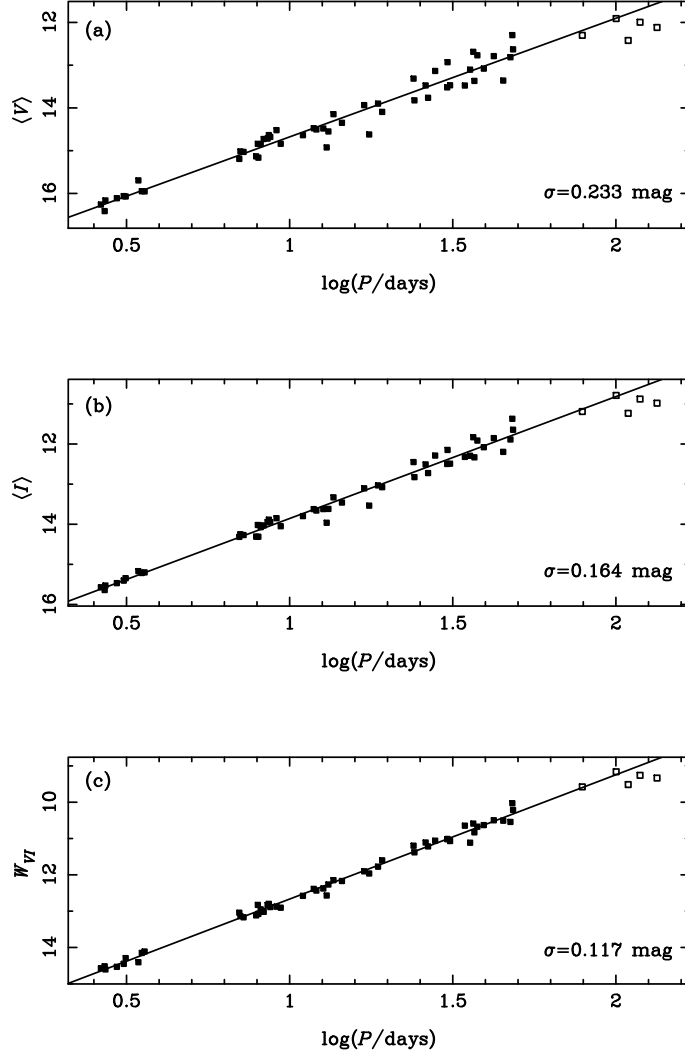 (a)
12
14
16
⟨V⟩
σ=0.233 mag
0.5 1 1.5 2
log(P/days)
(b)
12
14
16
⟨I⟩
σ=0.164 mag
0.5 1 1.5 2
log(P/days)
(c)
10
12
14
W_VI
σ=0.117 mag
0.5 1 1.5 2
log(P/days)